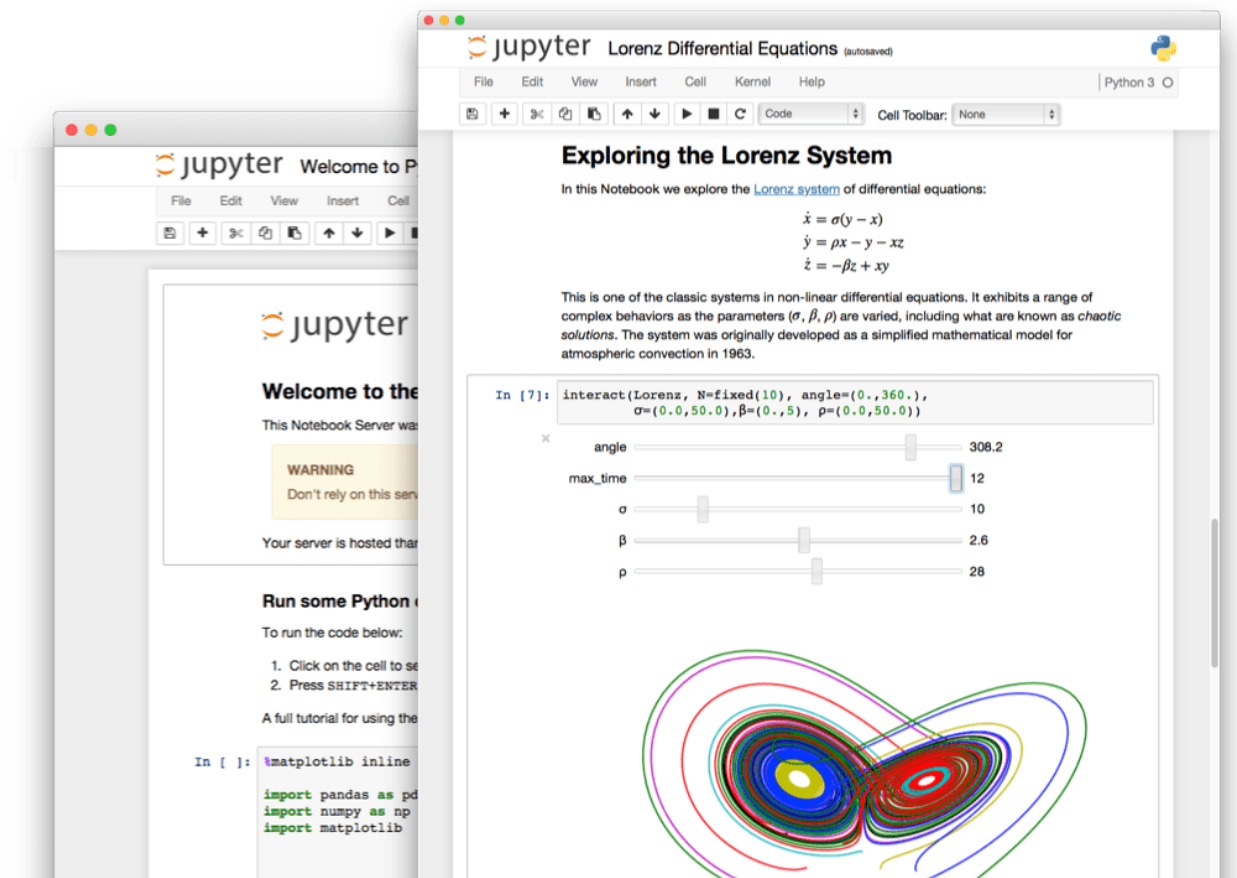 jupyter Lorenz Differential Equations (autosaved)
File Edit View Insert Cell Kernel Help Python 3
Code Cell Toolbar: None
Exploring the Lorenz System
In this Notebook we explore the Lorenz system of differential equations:
ẋ = σ(y − x)
ẏ = ρx − y − xz
ż = −βz + xy
This is one of the classic systems in non-linear differential equations. It exhibits a range of
complex behaviors as the parameters (σ, β, ρ) are varied, including what are known as chaotic
solutions. The system was originally developed as a simplified mathematical model for
atmospheric convection in 1963.
In [7]: interact(Lorenz, N=fixed(10), angle=(0.,360.),
σ=(0.0,50.0),β=(0.,5), ρ=(0.0,50.0))
angle 308.2
max_time 12
σ 10
β 2.6
ρ 28
jupyter Welcome to P
File Edit View Insert Cell
jupyter
Welcome to the
This Notebook Server was
WARNING
Don't rely on this serv
Your server is hosted than
Run some Python
To run the code below:
1. Click on the cell to se
2. Press SHIFT+ENTER
A full tutorial for using the
In [ ]: %matplotlib inline
import pandas as pd
import numpy as np
import matplotlib